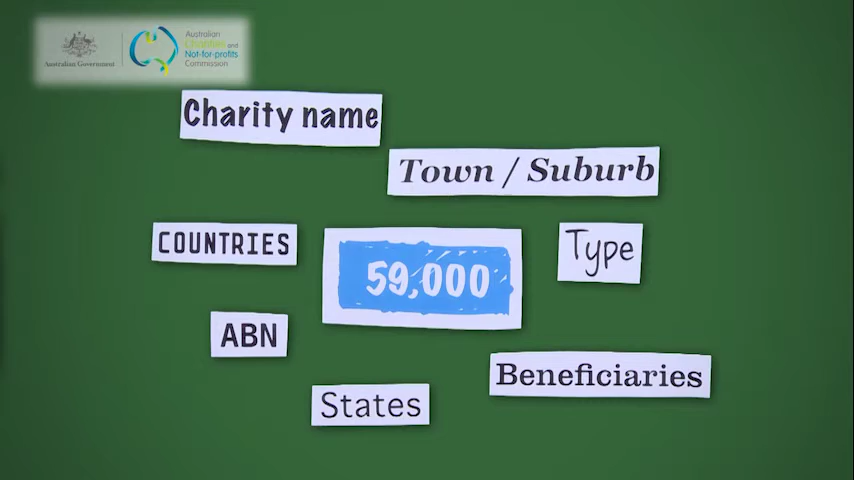 Australian Government
Australian
Charities and
Not-for-profits
Commission
Charity name
Town / Suburb
COUNTRIES
59,000
Type
ABN
Beneficiaries
States